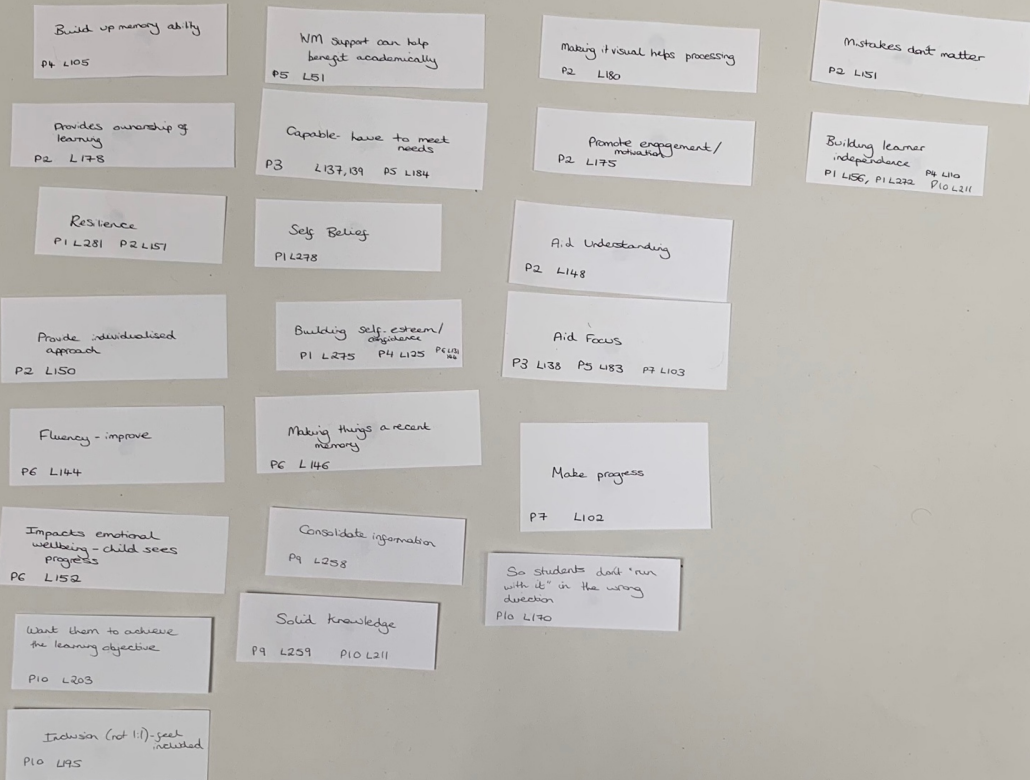 Build up memory ability
P4 L105
WM support can help
benefit academically
P5 L51
Making it visual helps processing
P2 L180
Mistakes don't matter
P2 L151
Provides ownership of
learning
P2 L178
Capable - have to meet
needs
P3 L137,139 P5 L184
Promote engagement/
motivation
P2 L175
Building learner
independence P4 L110
P1 L156, P1 L272 P10 L211
Resilience
P1 L281 P2 L157
Self Belief
P1 L278
Aid Understanding
P2 L148
Provide individualised
approach
P2 L150
Building self-esteem/
confidence
P1 L275 P4 L125 P6 L131
144
Aid Focus
P3 L138 P5 L183 P7 L103
Fluency - improve
P6 L144
Making things a recent
memory
P6 L146
Make progress
P7 L102
Impacts emotional
wellbeing - child sees
progress
P6 L152
Consolidate information
P9 L258
So students don't "run
with it" in the wrong
direction
P10 L170
Want them to achieve
the learning objective
P10 L203
Solid Knowledge
P9 L259 P10 L211
Inclusion (not 1:1) - feel
included
P10 L195